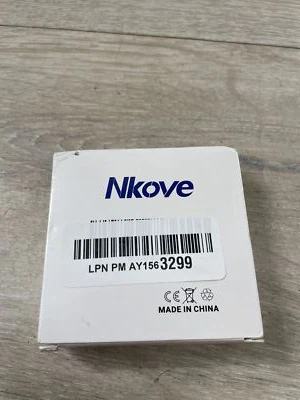 Nkove
LPN PM AY1563299
CE
MADE IN CHINA